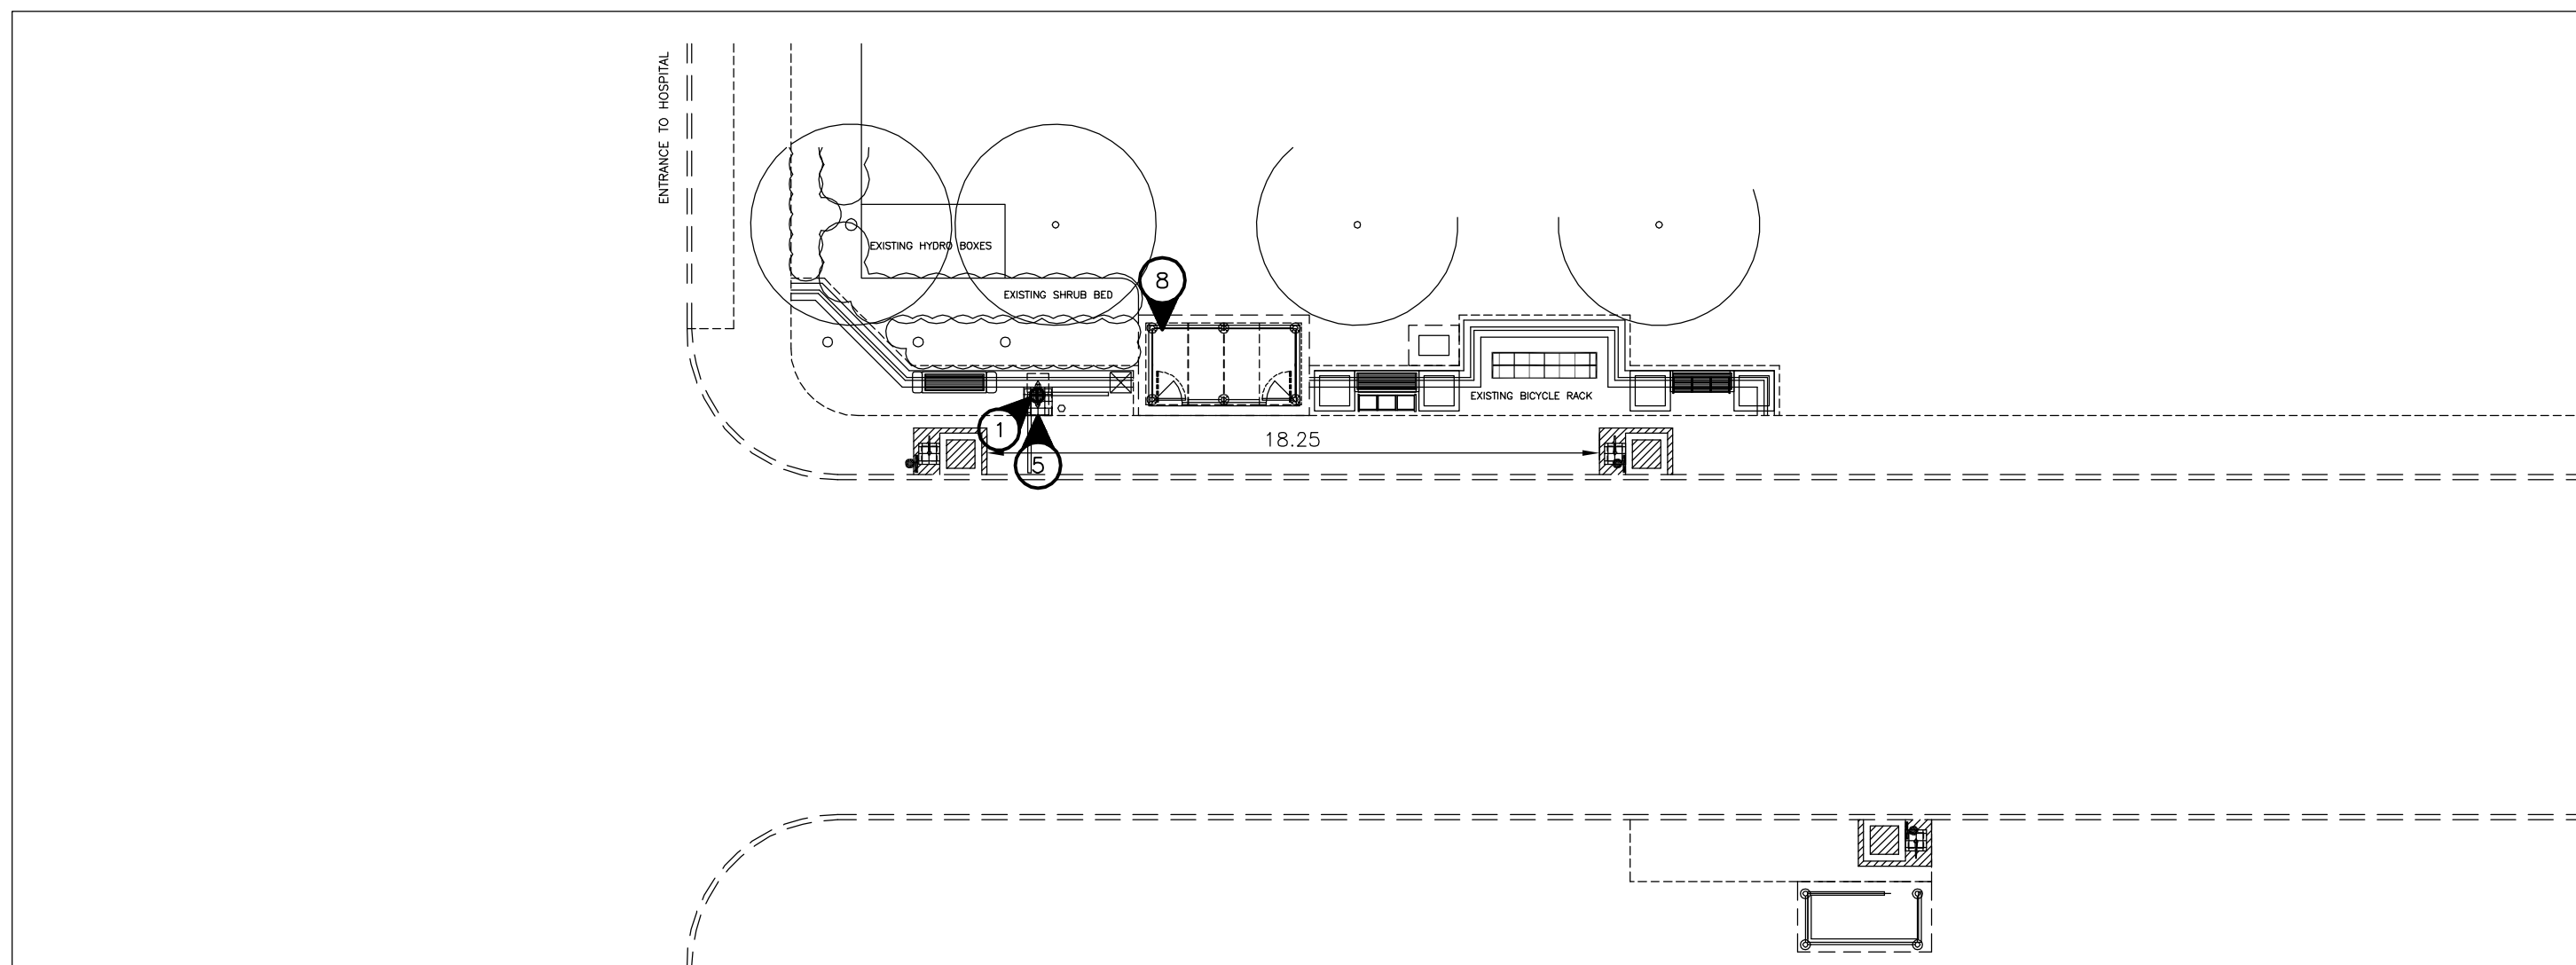 ENTRANCE TO HOSPITAL
EXISTING HYDRO BOXES
8
EXISTING SHRUB BED
EXISTING BICYCLE RACK
1
18.25
5